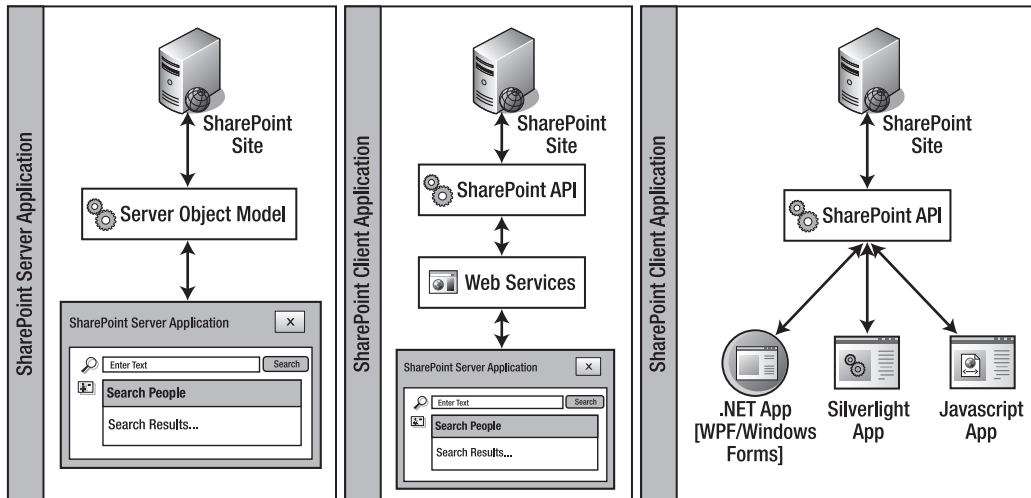 SharePoint Server Application
SharePoint
Site
Server Object Model
SharePoint Server Application
X
Enter Text
Search
Search People
Search Results...
SharePoint Client Application
SharePoint
Site
SharePoint API
Web Services
SharePoint Server Application
X
Enter Text
Search
Search People
Search Results...
SharePoint Client Application
SharePoint
Site
SharePoint API
.NET App
[WPF/Windows
Forms]
Silverlight
App
Javascript
App